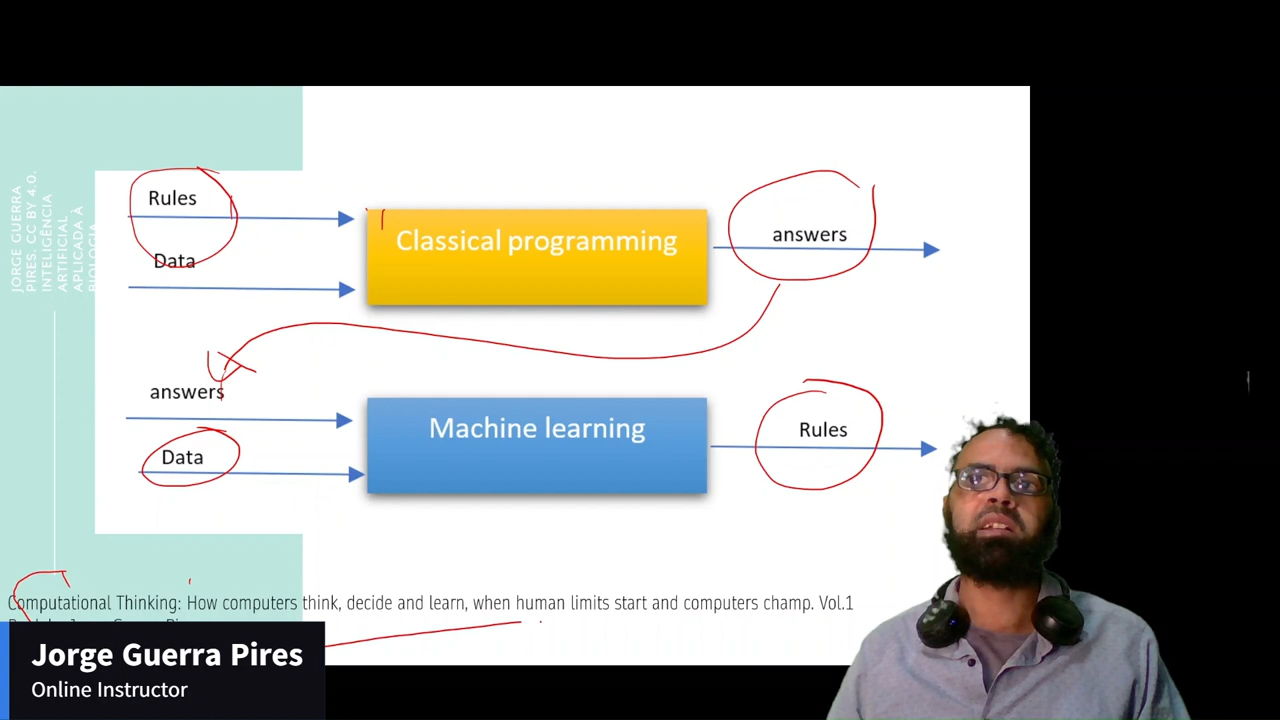 JORGE GUERRA
PIRES. CC BY 4.0.
INTELIGÊNCIA
ARTIFICIAL
APLICADA À
BIOLOGIA
Rules
Data
Classical programming
answers
answers
Data
Machine learning
Rules
Computational Thinking: How computers think, decide and learn, when human limits start and computers champ. Vol.1
Jorge Guerra Pires
Online Instructor